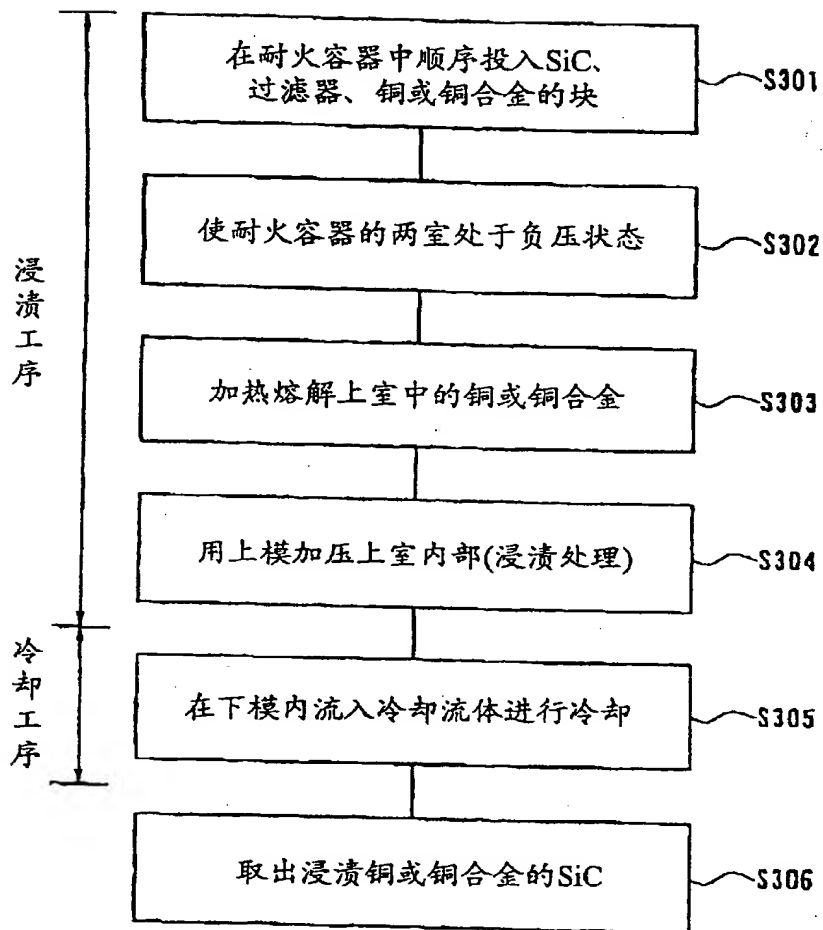 在耐火容器中顺序投入SiC、
过滤器、铜或铜合金的块
S301
使耐火容器的两室处于负压状态
S302
浸渍工序
加热熔解上室中的铜或铜合金
S303
用上模加压上室内部(浸渍处理)
S304
冷却工序
在下模内流入冷却流体进行冷却
S305
取出浸渍铜或铜合金的SiC
S306